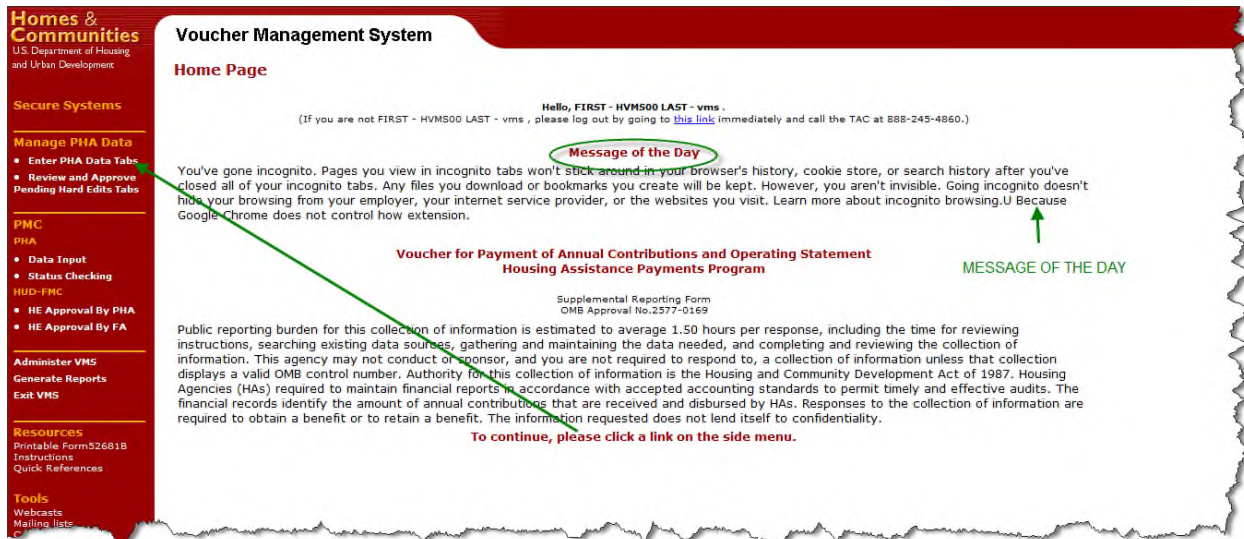 Homes &
Communities
U.S. Department of Housing
and Urban Development
Secure Systems
Manage PHA Data
• Enter PHA Data Tabs
• Review and Approve
Pending Hard Edits Tabs
PMC
PHA
• Data Input
• Status Checking
HUD-FMC
• HE Approval By PHA
• HE Approval By FA
Administer VMS
Generate Reports
Exit VMS
Resources
Printable Form52681B
Instructions
Quick References
Tools
Webcasts
Mailing lists
Voucher Management System
Home Page
Hello, FIRST - HVMS00 LAST - vms .
(If you are not FIRST - HVMS00 LAST - vms , please log out by going to this link immediately and call the TAC at 888-245-4860.)
Message of the Day
You've gone incognito. Pages you view in incognito tabs won't stick around in your browser's history, cookie store, or search history after you've
closed all of your incognito tabs. Any files you download or bookmarks you create will be kept. However, you aren't invisible. Going incognito doesn't
hide your browsing from your employer, your internet service provider, or the websites you visit. Learn more about incognito browsing.U Because
Google Chrome does not control how extension.
MESSAGE OF THE DAY
Voucher for Payment of Annual Contributions and Operating Statement
Housing Assistance Payments Program
Supplemental Reporting Form
OMB Approval No.2577-0169
Public reporting burden for this collection of information is estimated to average 1.50 hours per response, including the time for reviewing
instructions, searching existing data sources, gathering and maintaining the data needed, and completing and reviewing the collection of
information. This agency may not conduct or sponsor, and you are not required to respond to, a collection of information unless that collection
displays a valid OMB control number. Authority for this collection of information is the Housing and Community Development Act of 1987. Housing
Agencies (HAs) required to maintain financial reports in accordance with accepted accounting standards to permit timely and effective audits. The
financial records identify the amount of annual contributions that are received and disbursed by HAs. Responses to the collection of information are
required to obtain a benefit or to retain a benefit. The information requested does not lend itself to confidentiality.
To continue, please click a link on the side menu.